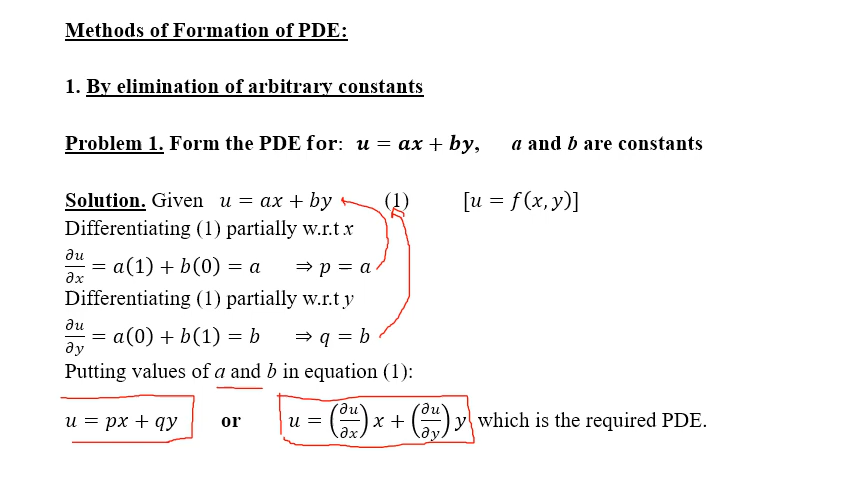 Methods of Formation of PDE:
1. By elimination of arbitrary constants
Problem 1. Form the PDE for: u = ax + by, a and b are constants
Solution. Given u = ax + by (1) [u = f(x, y)]
Differentiating (1) partially w.r.t x
∂u/∂x = a(1) + b(0) = a ⇒ p = a
Differentiating (1) partially w.r.t y
∂u/∂y = a(0) + b(1) = b ⇒ q = b
Putting values of a and b in equation (1):
u = px + qy or u = (∂u/∂x) x + (∂u/∂y) y which is the required PDE.